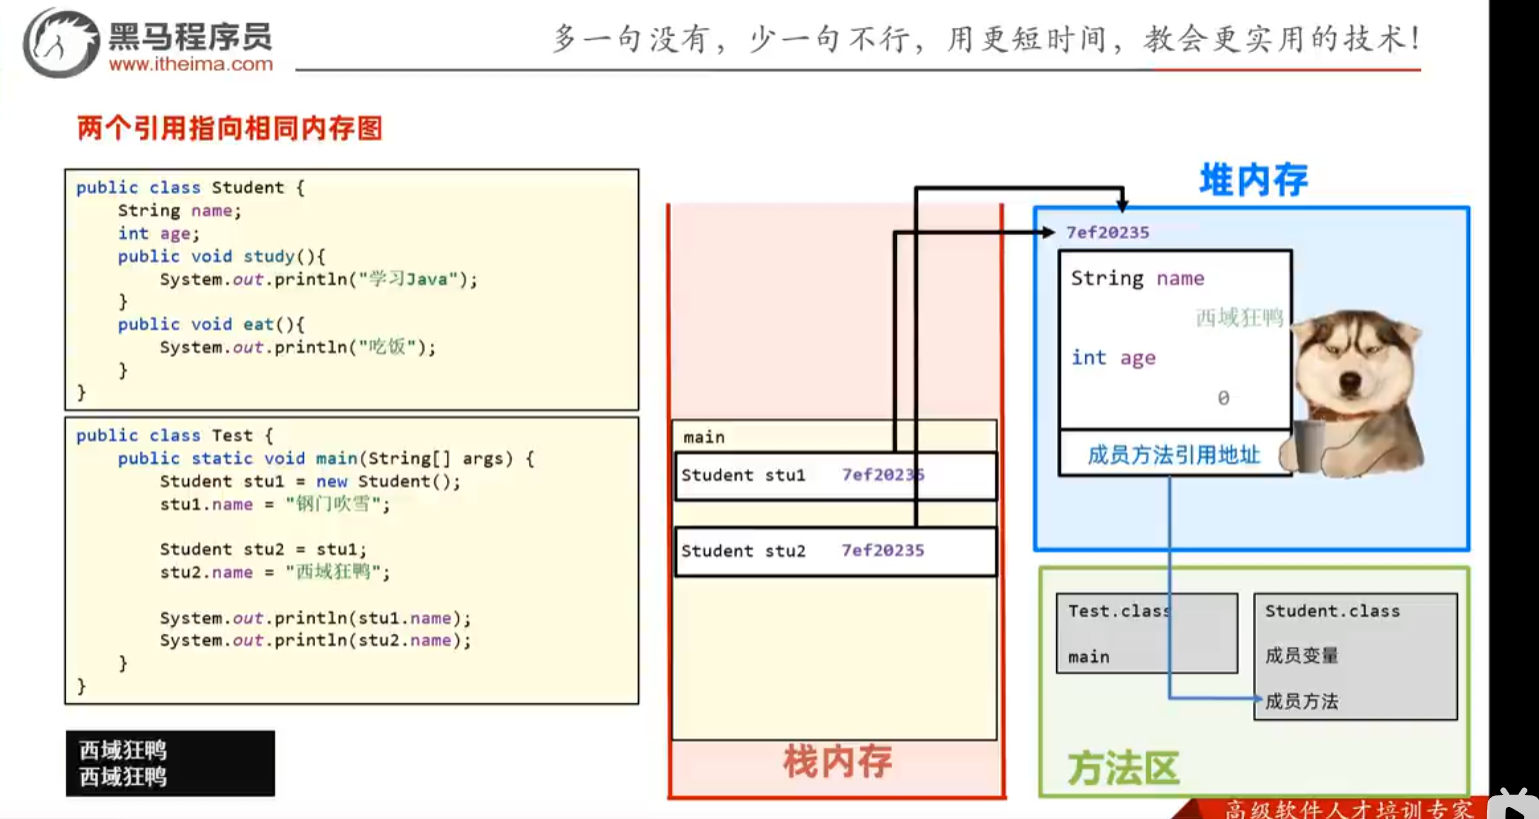 黑马程序员
www.itheima.com
多一句没有，少一句不行，用更短时间，教会更实用的技术！
两个引用指向相同内存图
public class Student {
String name;
int age;
public void study(){
System.out.println("学习Java");
}
public void eat(){
System.out.println("吃饭");
}
}
public class Test {
public static void main(String[] args) {
Student stu1 = new Student();
stu1.name = "钢门吹雪";
Student stu2 = stu1;
stu2.name = "西域狂鸭";
System.out.println(stu1.name);
System.out.println(stu2.name);
}
}
西域狂鸭
西域狂鸭
main
Student stu1 7ef20235
Student stu2 7ef20235
栈内存
堆内存
7ef20235
String name
西域狂鸭
int age
0
成员方法引用地址
Test.class
main
Student.class
成员变量
成员方法
方法区
高级软件人才培训专家